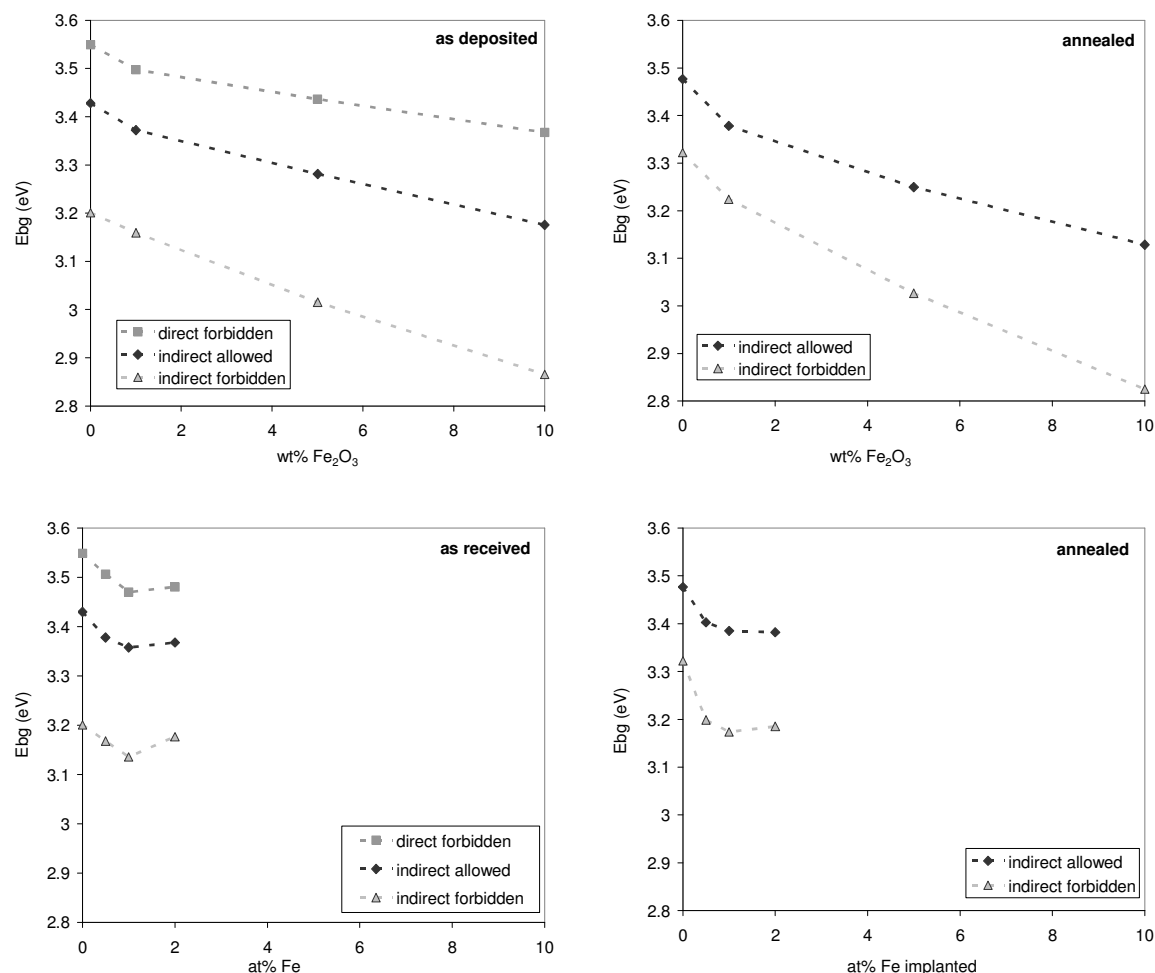 as deposited
3.6
3.5
3.4
3.3
3.2
3.1
3
2.9
2.8
Ebg (eV)
0 2 4 6 8 10
wt% Fe₂O₃
direct forbidden
indirect allowed
indirect forbidden
annealed
3.6
3.5
3.4
3.3
3.2
3.1
3
2.9
2.8
Ebg (eV)
0 2 4 6 8 10
wt% Fe₂O₃
indirect allowed
indirect forbidden
as received
3.6
3.5
3.4
3.3
3.2
3.1
3
2.9
2.8
Ebg (eV)
0 2 4 6 8 10
at% Fe
direct forbidden
indirect allowed
indirect forbidden
annealed
3.6
3.5
3.4
3.3
3.2
3.1
3
2.9
2.8
Ebg (eV)
0 2 4 6 8 10
at% Fe implanted
indirect allowed
indirect forbidden